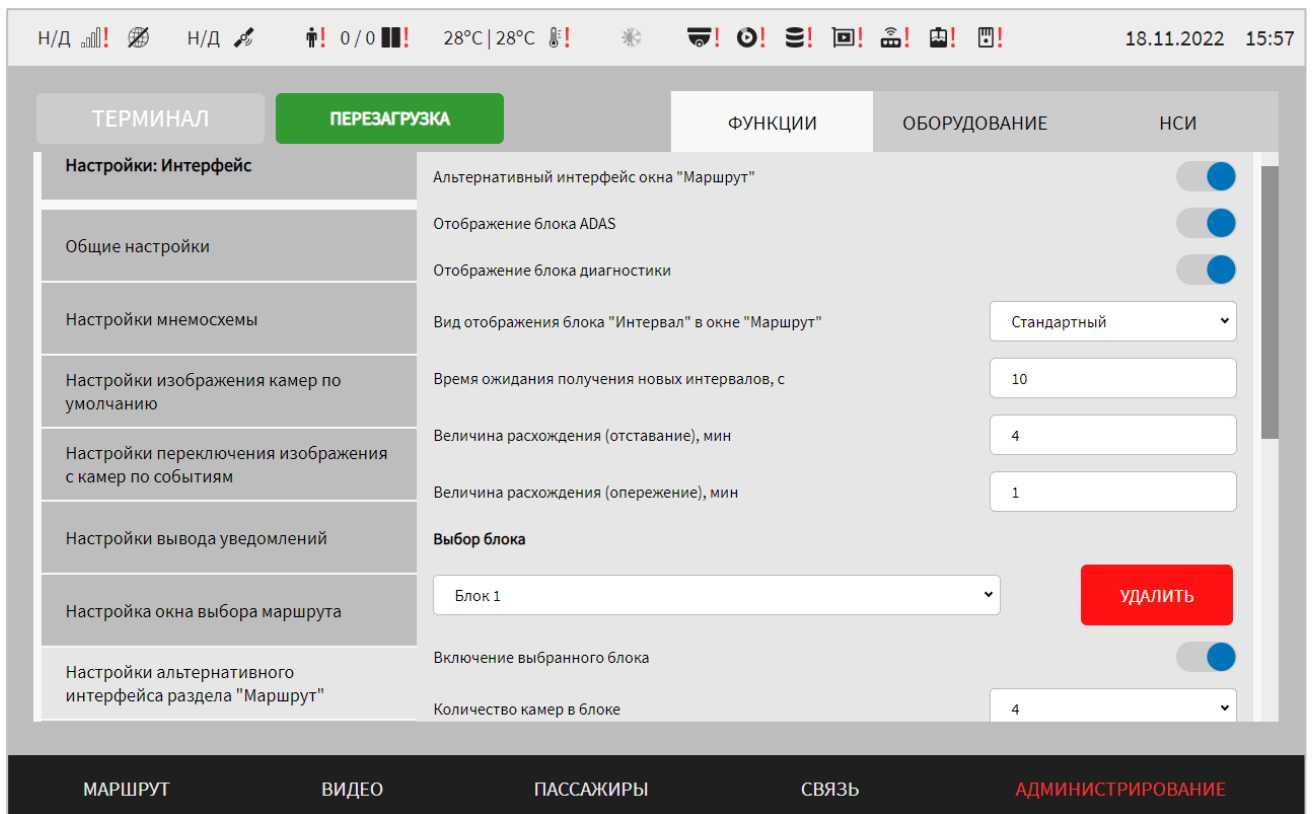 Н/Д ! Н/Д ! 0 / 0 ! 28°C | 28°C ! ! ! ! ! ! ! ! 18.11.2022 15:57
ТЕРМИНАЛ ПЕРЕЗАГРУЗКА ФУНКЦИИ ОБОРУДОВАНИЕ НСИ
Настройки: Интерфейс
Общие настройки
Настройки мнемосхемы
Настройки изображения камер по
умолчанию
Настройки переключения изображения
с камер по событиям
Настройки вывода уведомлений
Настройка окна выбора маршрута
Настройки альтернативного
интерфейса раздела "Маршрут"
Альтернативный интерфейс окна "Маршрут"
Отображение блока ADAS
Отображение блока диагностики
Вид отображения блока "Интервал" в окне "Маршрут" Стандартный
Время ожидания получения новых интервалов, с 10
Величина расхождения (отставание), мин 4
Величина расхождения (опережение), мин 1
Выбор блока
Блок 1 УДАЛИТЬ
Включение выбранного блока
Количество камер в блоке 4
МАРШРУТ ВИДЕО ПАССАЖИРЫ СВЯЗЬ АДМИНИСТРИРОВАНИЕ